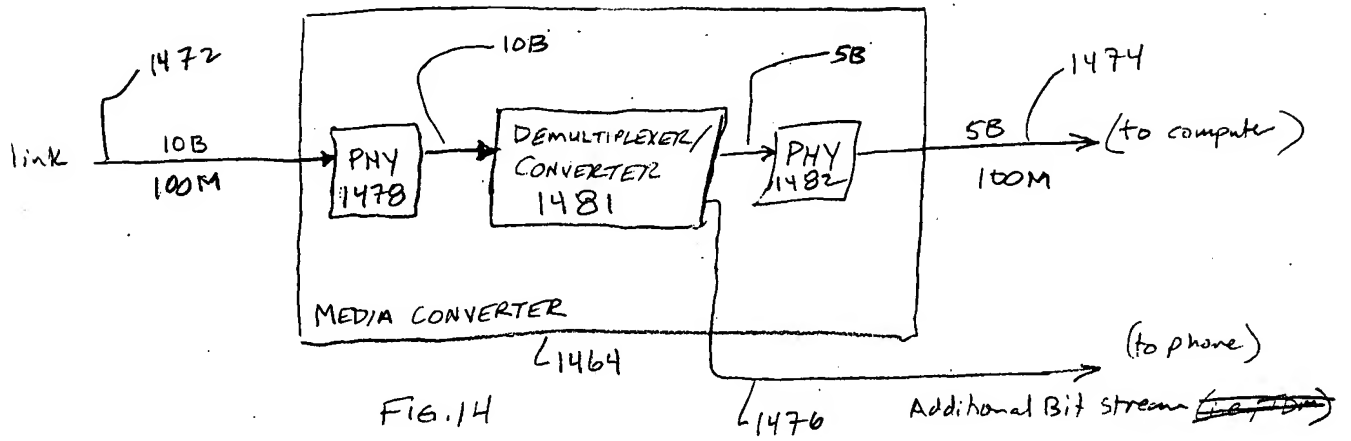 1472
10B
5B
1474
link
10B
100M
PHY
1478
DEMULTIPLEXER/
CONVERTER
1481
PHY
1482
5B
100M
(to computer)
MEDIA CONVERTER
1464
(to phone)
FIG.14
1476
Additional Bit stream